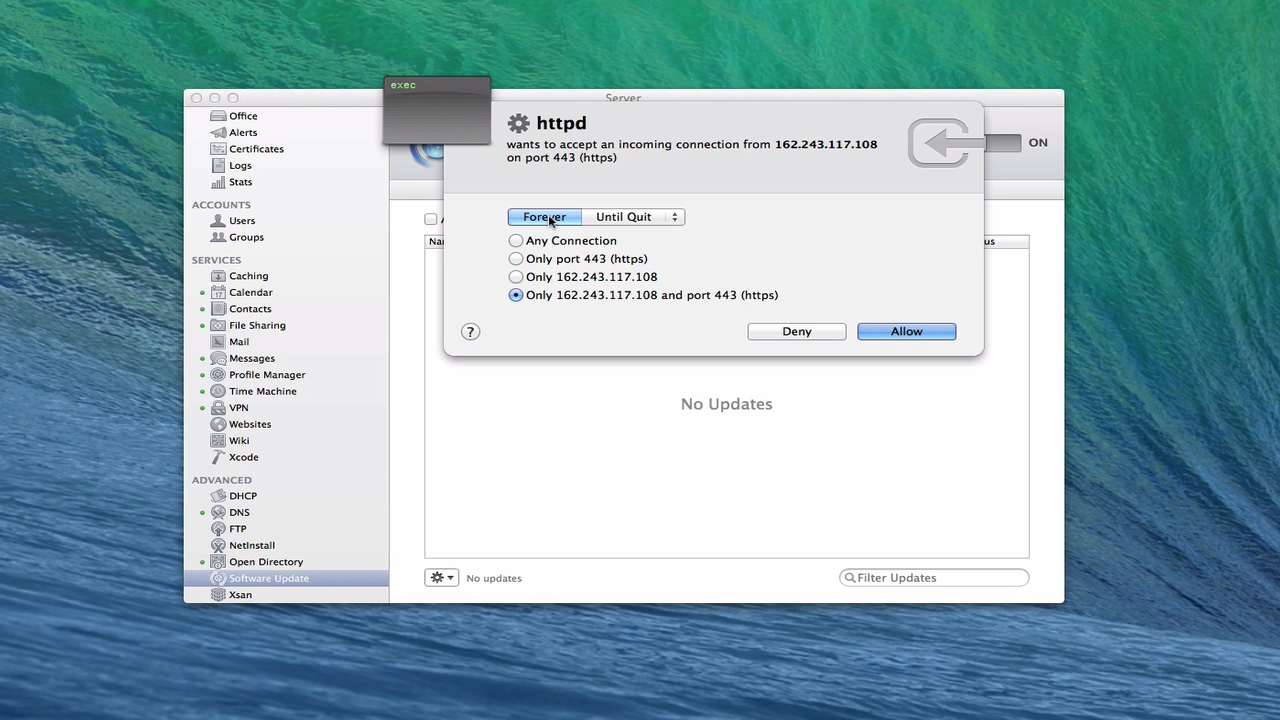 exec
Server
httpd
wants to accept an incoming connection from 162.243.117.108
on port 443 (https)
ON
Forever
Until Quit
Any Connection
Only port 443 (https)
Only 162.243.117.108
Only 162.243.117.108 and port 443 (https)
?
Deny
Allow
Office
Alerts
Certificates
Logs
Stats
ACCOUNTS
Users
Groups
SERVICES
Caching
Calendar
Contacts
File Sharing
Mail
Messages
Profile Manager
Time Machine
VPN
Websites
Wiki
Xcode
ADVANCED
DHCP
DNS
FTP
NetInstall
Open Directory
Software Update
Xsan
No Updates
No updates
Filter Updates